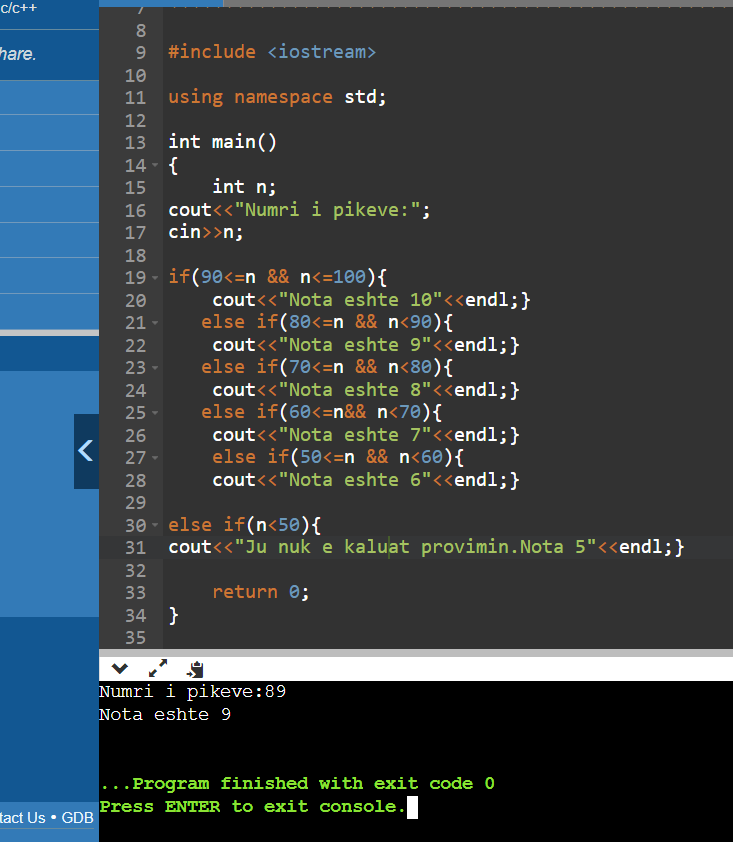 c/c++
hare.
7
8
9 #include <iostream>
10
11 using namespace std;
12
13 int main()
14 {
15 int n;
16 cout<<"Numri i pikeve:";
17 cin>>n;
18
19 if(90<=n && n<=100){
20 cout<<"Nota eshte 10"<<endl;}
21 else if(80<=n && n<90){
22 cout<<"Nota eshte 9"<<endl;}
23 else if(70<=n && n<80){
24 cout<<"Nota eshte 8"<<endl;}
25 else if(60<=n&& n<70){
26 cout<<"Nota eshte 7"<<endl;}
27 else if(50<=n && n<60){
28 cout<<"Nota eshte 6"<<endl;}
29
30 else if(n<50){
31 cout<<"Ju nuk e kaluat provimin.Nota 5"<<endl;}
32
33 return 0;
34 }
35
Numri i pikeve:89
Nota eshte 9
...Program finished with exit code 0
Press ENTER to exit console.
tact Us • GDB